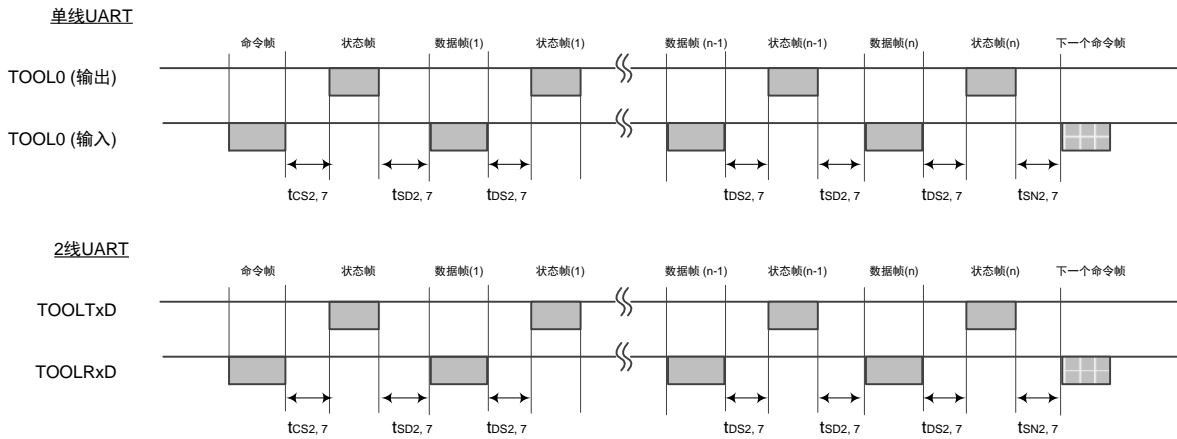 单线UART
命令帧 状态帧 数据帧(1) 状态帧(1) 数据帧 (n-1) 状态帧(n-1) 数据帧(n) 状态帧(n) 下一个命令帧
TOOL0 (输出)
TOOL0 (输入)
tCS2, 7 tSD2, 7 tDS2, 7 tDS2, 7 tSD2, 7 tDS2, 7 tSN2, 7
2线UART
命令帧 状态帧 数据帧(1) 状态帧(1) 数据帧 (n-1) 状态帧(n-1) 数据帧(n) 状态帧(n) 下一个命令帧
TOOLTxD
TOOLRxD
tCS2, 7 tSD2, 7 tDS2, 7 tDS2, 7 tSD2, 7 tDS2, 7 tSN2, 7